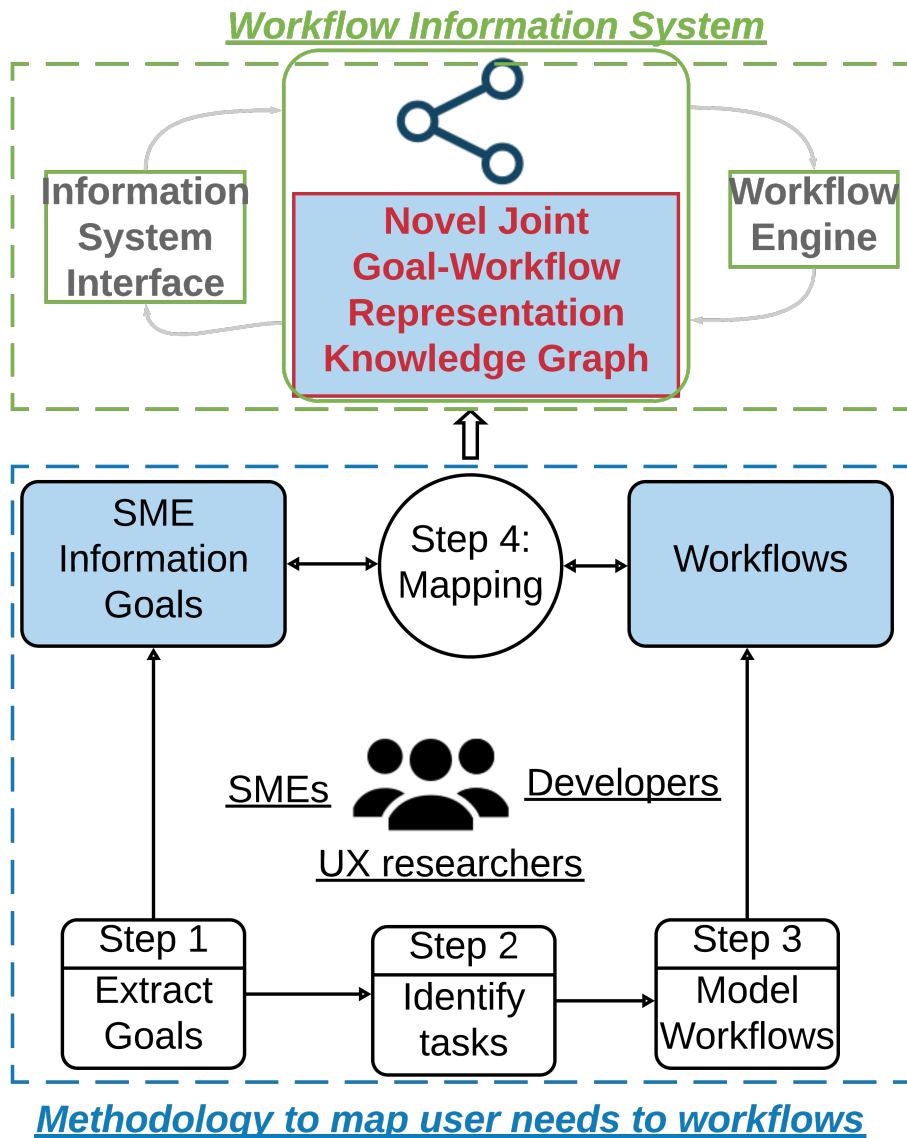 Workflow Information System
Information
System
Interface
Novel Joint
Goal-Workflow
Representation
Knowledge Graph
Workflow
Engine
SME
Information
Goals
Step 4:
Mapping
Workflows
SMEs
Developers
UX researchers
Step 1
Extract
Goals
Step 2
Identify
tasks
Step 3
Model
Workflows
Methodology to map user needs to workflows